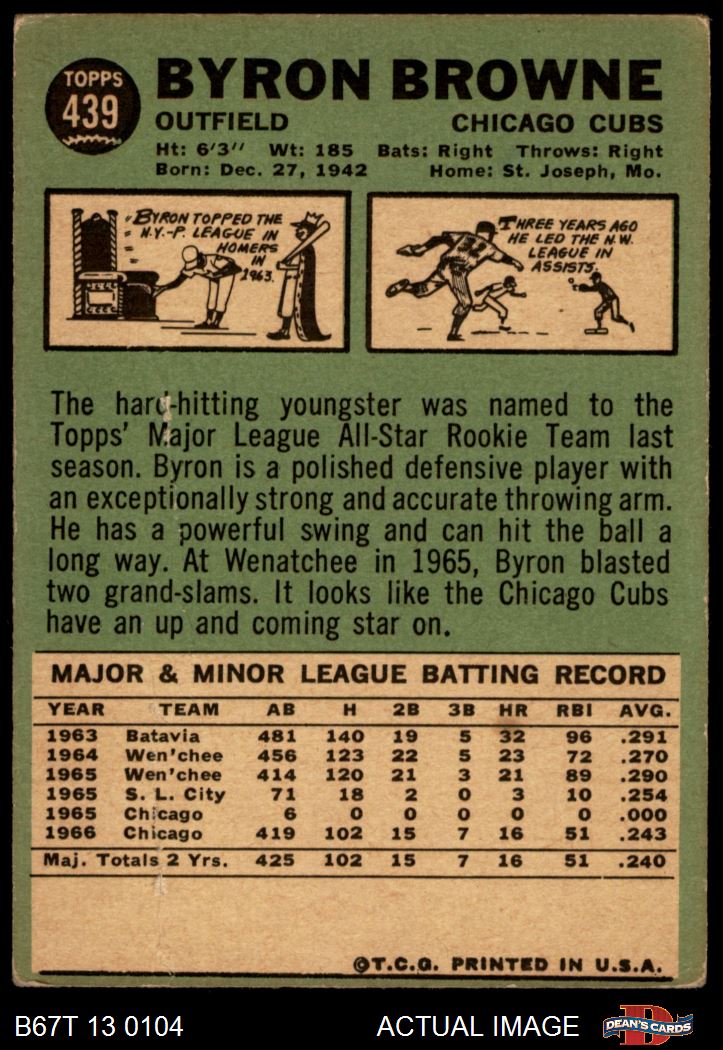 TOPPS
439
BYRON BROWNE
OUTFIELD CHICAGO CUBS
Ht: 6'3" Wt: 185 Bats: Right Throws: Right
Born: Dec. 27, 1942 Home: St. Joseph, Mo.
BYRON TOPPED THE
N.Y.-P. LEAGUE IN
HOMERS
IN
1963.
THREE YEARS AGO
HE LED THE N.W.
LEAGUE IN
ASSISTS.
The hard-hitting youngster was named to the
Topps' Major League All-Star Rookie Team last
season. Byron is a polished defensive player with
an exceptionally strong and accurate throwing arm.
He has a powerful swing and can hit the ball a
long way. At Wenatchee in 1965, Byron blasted
two grand-slams. It looks like the Chicago Cubs
have an up and coming star on.
MAJOR & MINOR LEAGUE BATTING RECORD
YEAR TEAM AB H 2B 3B HR RBI AVG.
1963 Batavia 481 140 19 5 32 96 .291
1964 Wen'chee 456 123 22 5 23 72 .270
1965 Wen'chee 414 120 21 3 21 89 .290
1965 S. L. City 71 18 2 0 3 10 .254
1965 Chicago 6 0 0 0 0 0 .000
1966 Chicago 419 102 15 7 16 51 .243
Maj. Totals 2 Yrs. 425 102 15 7 16 51 .240
©T.C.G. PRINTED IN U.S.A.
B67T 13 0104 ACTUAL IMAGE
D
DEAN'S CARDS